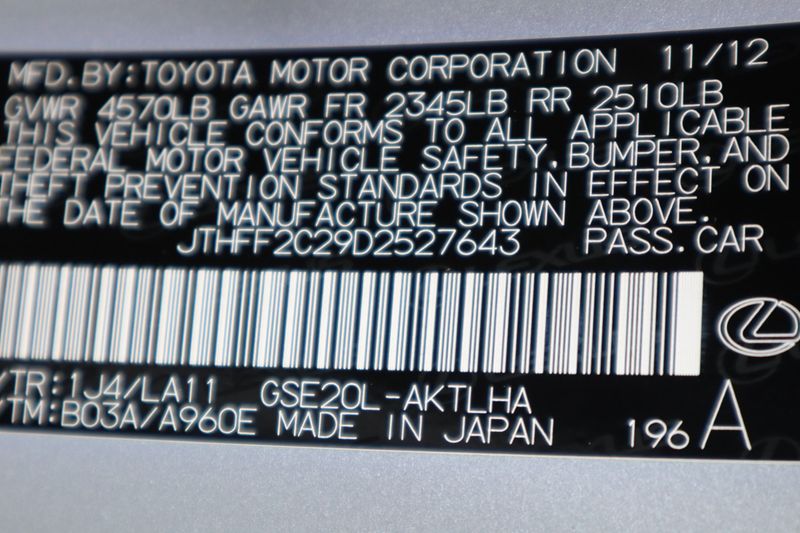 MFD. BY: TOYOTA MOTOR CORPORATION 11/12
GVWR 4570LB GAWR FR 2345LB RR 2510LB
THIS VEHICLE CONFORMS TO ALL APPLICABLE
FEDERAL MOTOR VEHICLE SAFETY, BUMPER, AND
THEFT PREVENTION STANDARDS IN EFFECT ON
THE DATE OF MANUFACTURE SHOWN ABOVE.
JTHFF2C29D2527643 PASS. CAR
/TR: 1J4/LA11 GSE20L-AKTLHA
/TM: B03A/A960E MADE IN JAPAN 196 A